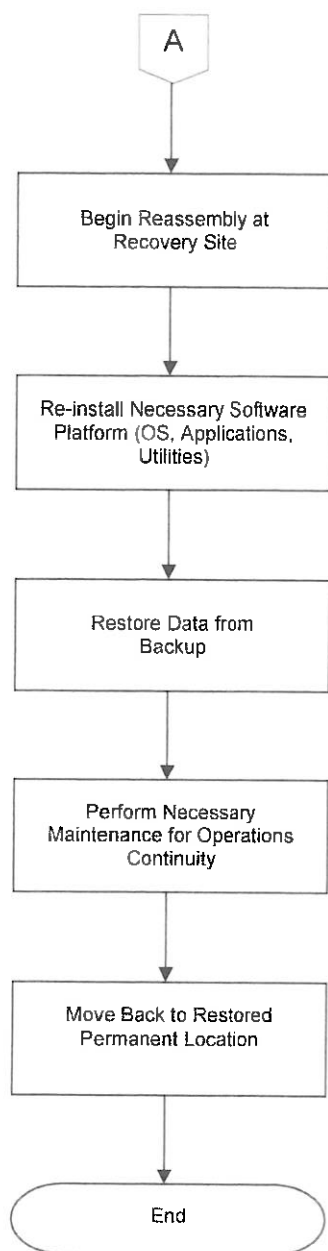 A
Begin Reassembly at
Recovery Site
Re-install Necessary Software
Platform (OS, Applications,
Utilities)
Restore Data from
Backup
Perform Necessary
Maintenance for Operations
Continuity
Move Back to Restored
Permanent Location
End